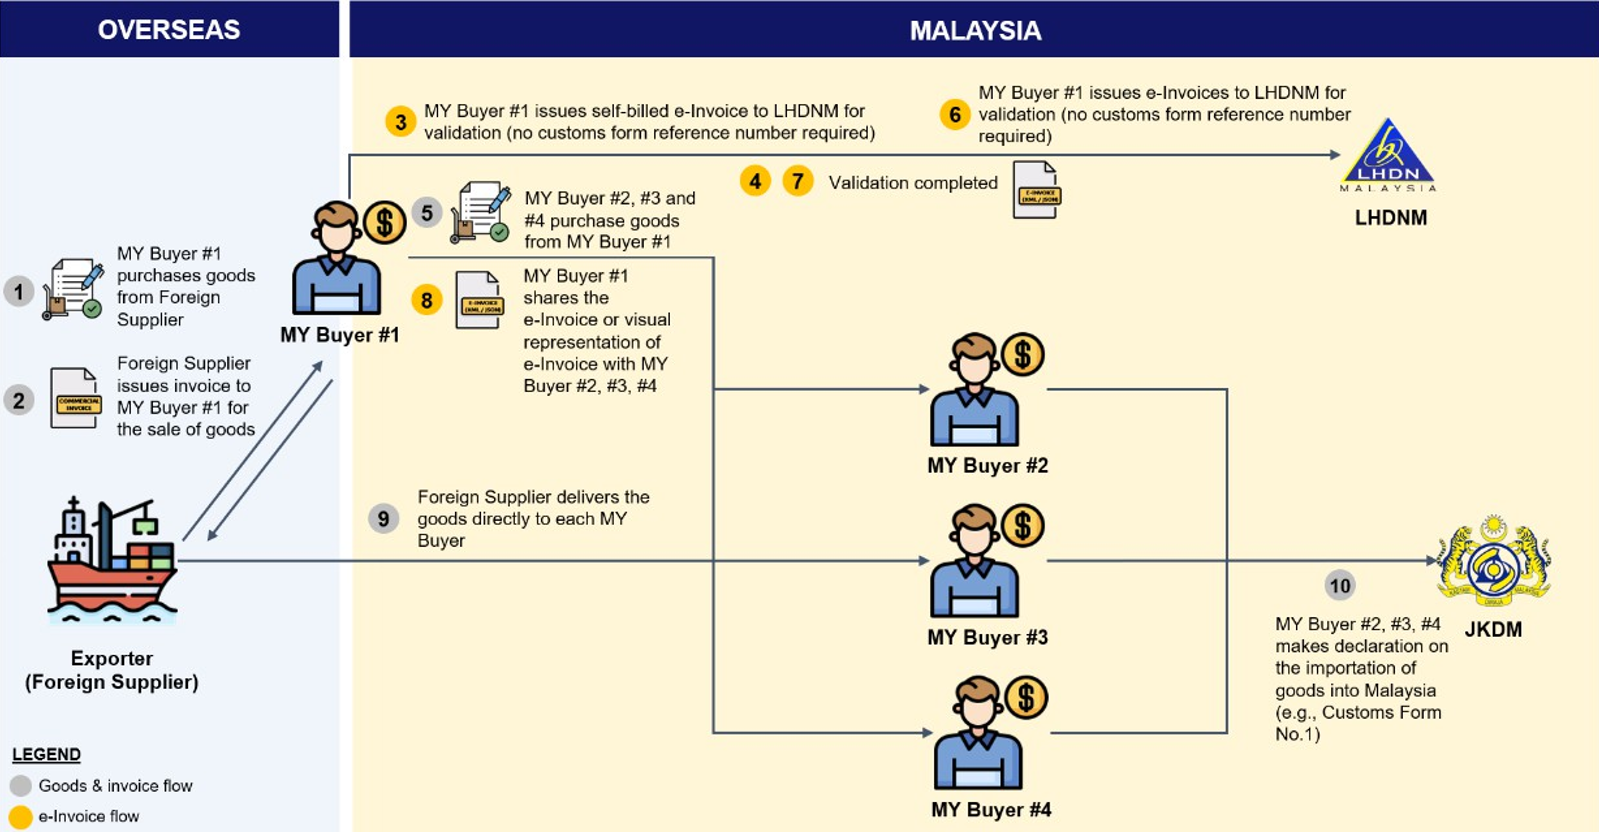 OVERSEAS
MALAYSIA
3
MY Buyer #1 issues self-billed e-Invoice to LHDNM for
validation (no customs form reference number required)
6
MY Buyer #1 issues e-Invoices to LHDNM for
validation (no customs form reference number
required)
LHDN
MALAYSIA
LHDNM
4
7
Validation completed
E-INVOICE
(XML / JSON)
1
MY Buyer #1
purchases goods
from Foreign
Supplier
$
MY Buyer #1
5
MY Buyer #2, #3 and
#4 purchase goods
from MY Buyer #1
8
E-INVOICE
(XML / JSON)
MY Buyer #1
shares the
e-Invoice or visual
representation of
e-Invoice with MY
Buyer #2, #3, #4
2
COMMERCIAL
INVOICE
Foreign Supplier
issues invoice to
MY Buyer #1 for
the sale of goods
$
MY Buyer #2
9
Foreign Supplier delivers the
goods directly to each MY
Buyer
$
MY Buyer #3
$
MY Buyer #4
10
MY Buyer #2, #3, #4
makes declaration on
the importation of
goods into Malaysia
(e.g., Customs Form
No.1)
JKDM
Exporter
(Foreign Supplier)
LEGEND
Goods & invoice flow
e-Invoice flow